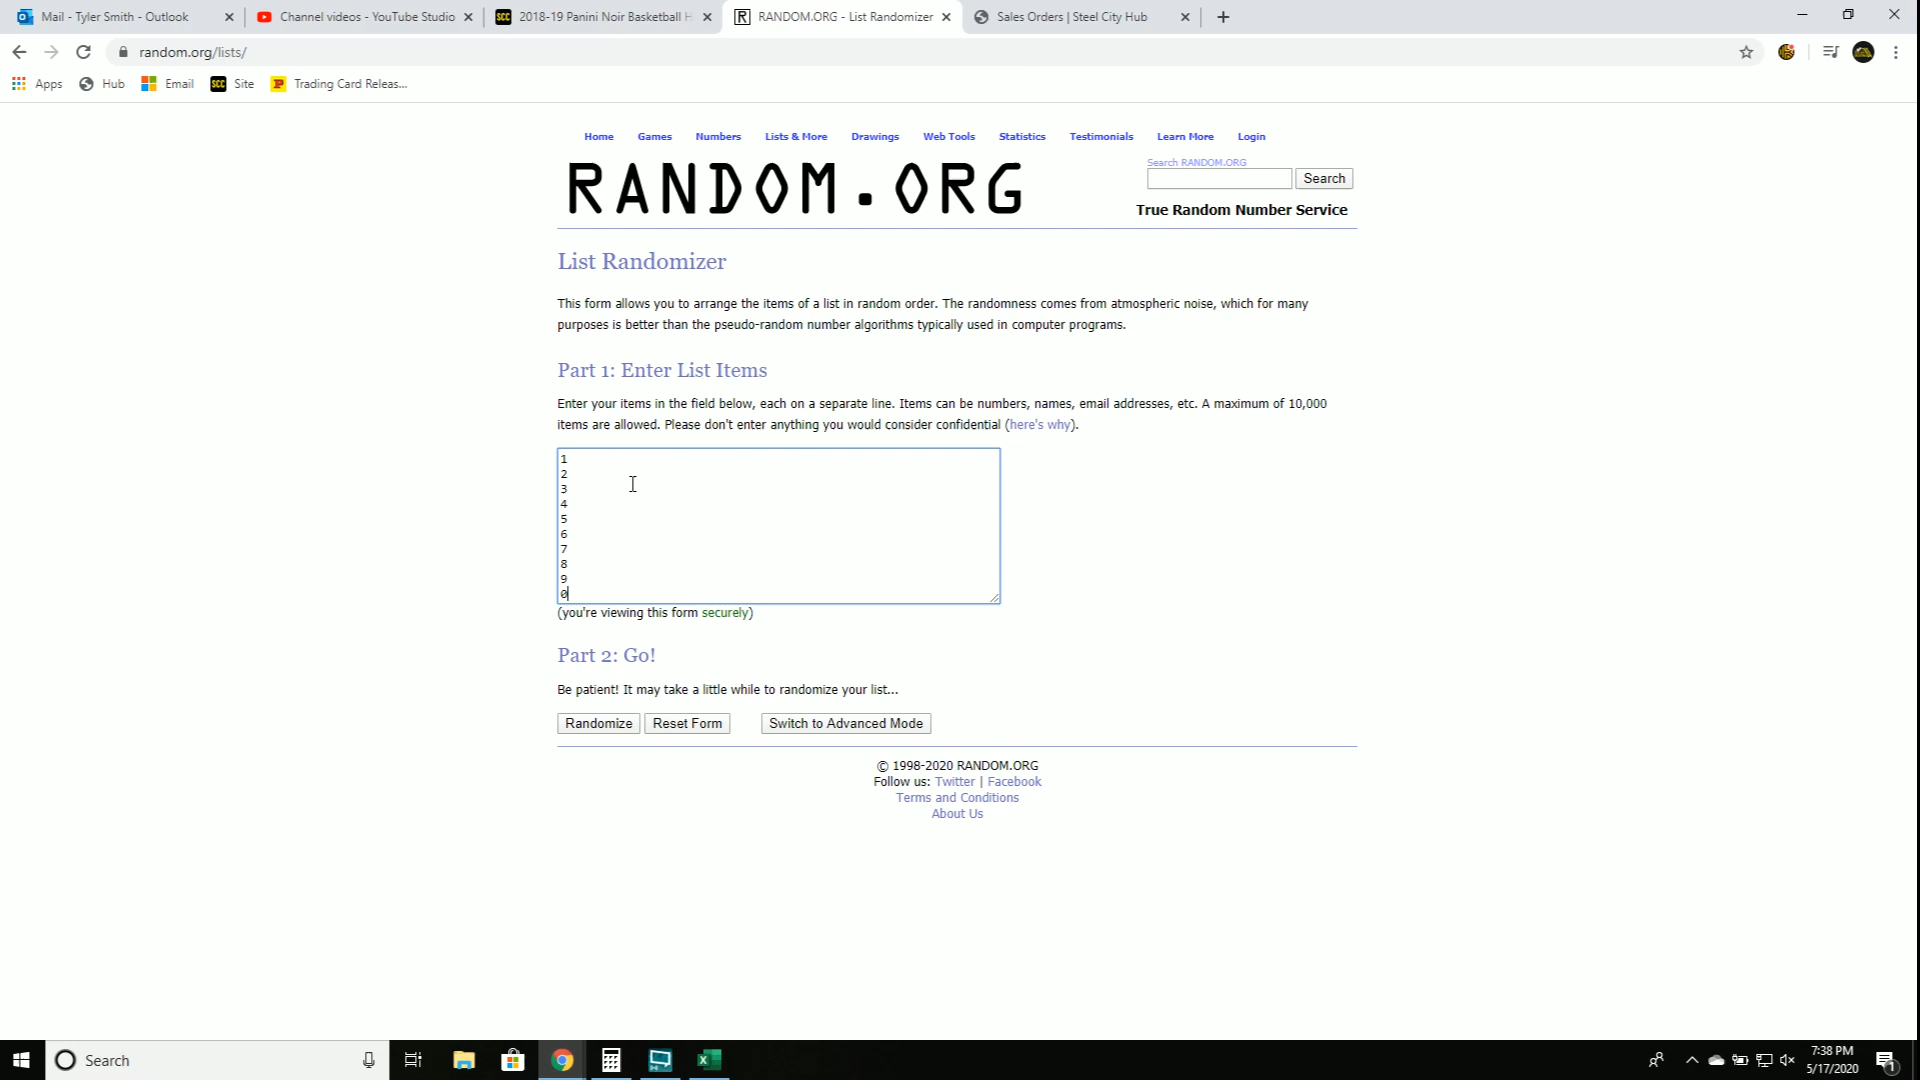 Mail - Tyler Smith - Outlook
Channel videos - YouTube Studio
SCC 2018-19 Panini Noir Basketball H
R RANDOM.ORG - List Randomizer
Sales Orders | Steel City Hub
random.org/lists/
Apps Hub Email SCC Site P Trading Card Releas...
Home Games Numbers Lists & More Drawings Web Tools Statistics Testimonials Learn More Login
RANDOM.ORG
Search RANDOM.ORG
Search
True Random Number Service
List Randomizer
This form allows you to arrange the items of a list in random order. The randomness comes from atmospheric noise, which for many
purposes is better than the pseudo-random number algorithms typically used in computer programs.
Part 1: Enter List Items
Enter your items in the field below, each on a separate line. Items can be numbers, names, email addresses, etc. A maximum of 10,000
items are allowed. Please don't enter anything you would consider confidential (here's why).
1
2
3
4
5
6
7
8
9
0
(you're viewing this form securely)
Part 2: Go!
Be patient! It may take a little while to randomize your list...
Randomize Reset Form Switch to Advanced Mode
© 1998-2020 RANDOM.ORG
Follow us: Twitter | Facebook
Terms and Conditions
About Us
Search
7:38 PM
5/17/2020
1